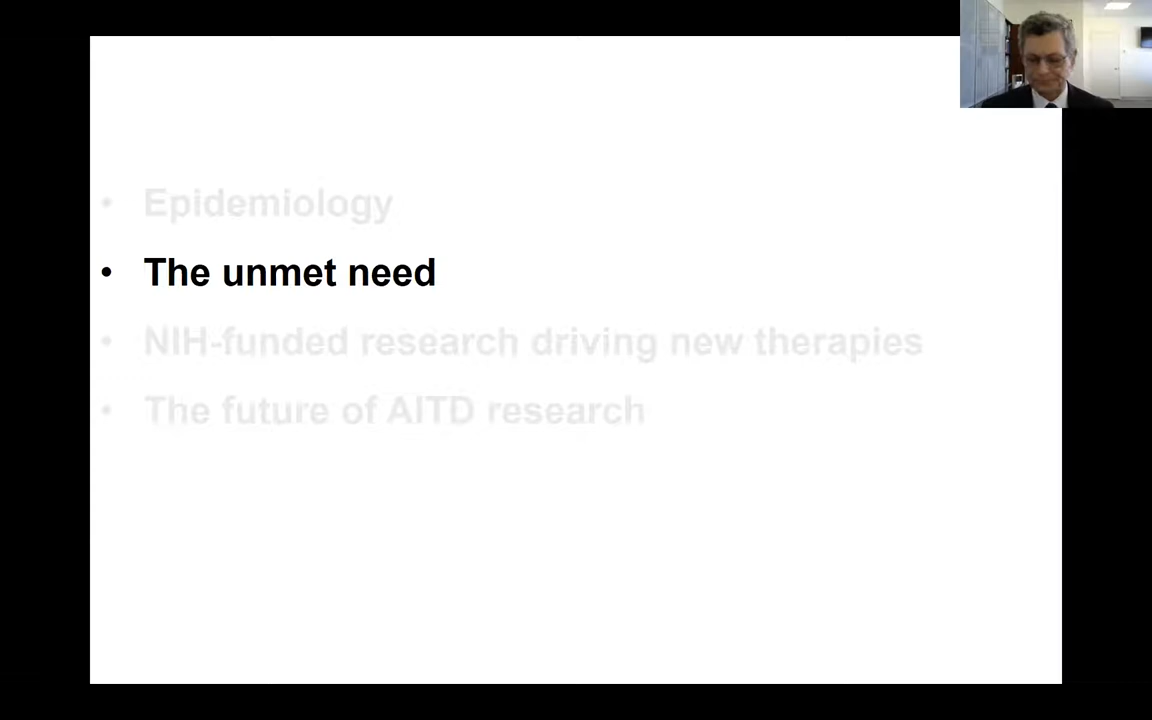 • Epidemiology
• The unmet need
• NIH-funded research driving new therapies
• The future of AITD research